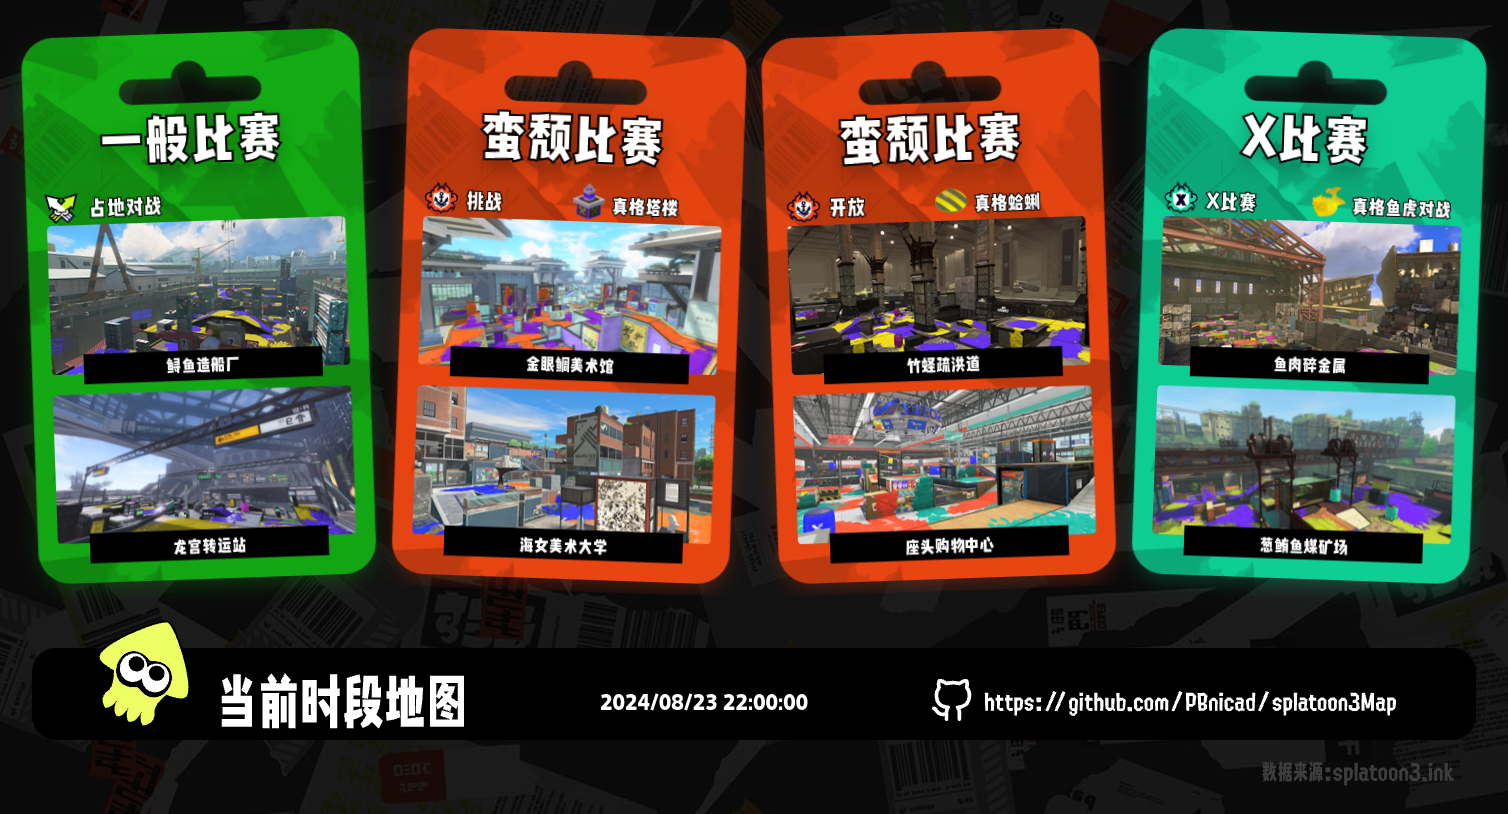 一般比赛
占地对战
鲟鱼造船厂
龙宫转运站
蛮颓比赛
挑战
真格塔楼
金眼鲷美术馆
海女美术大学
蛮颓比赛
开放
真格蛤蜊
竹蛏疏洪道
座头购物中心
X比赛
X比赛
真格鱼虎对战
鱼肉碎金属
葱鲔鱼煤矿场
当前时段地图
2024/08/23 22:00:00
https://github.com/PBnicad/splatoon3Map
数据来源:splatoon3.ink